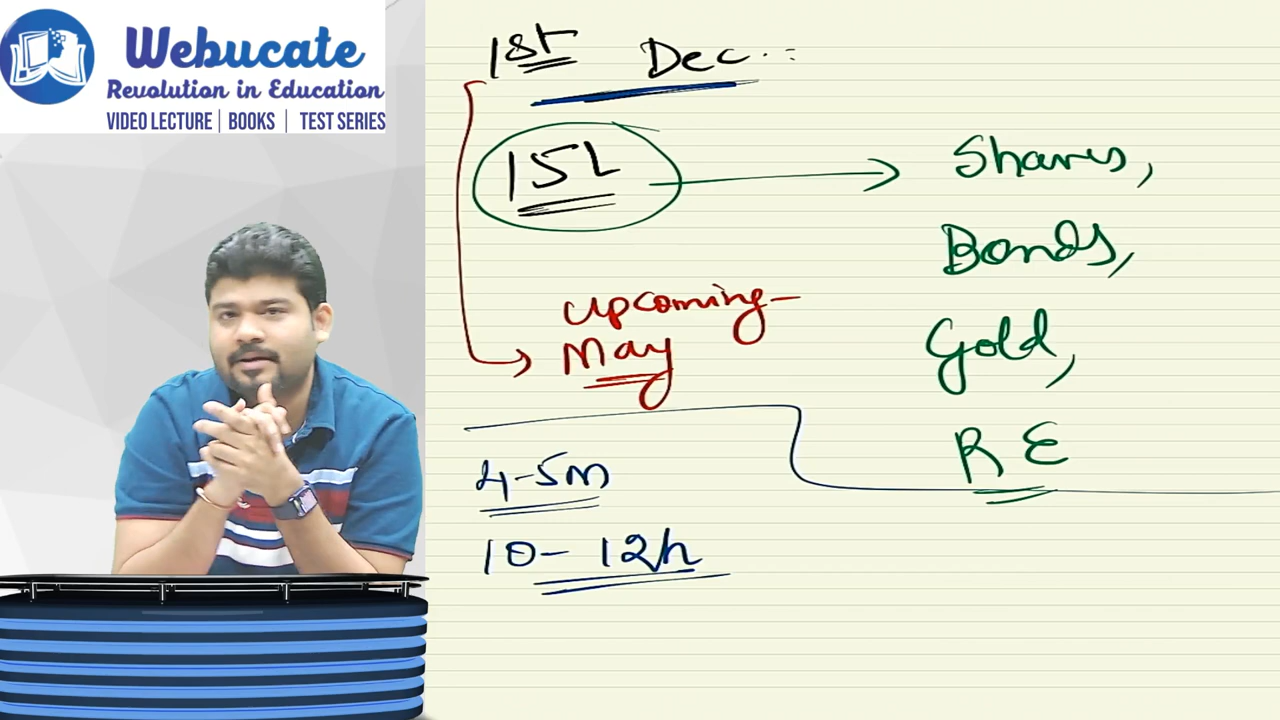 Webucate
Revolution in Education
VIDEO LECTURE | BOOKS | TEST SERIES
1st Dec..:
15L
Shares,
Bonds,
Gold,
RE
upcoming-
May
4-5m
10-12h